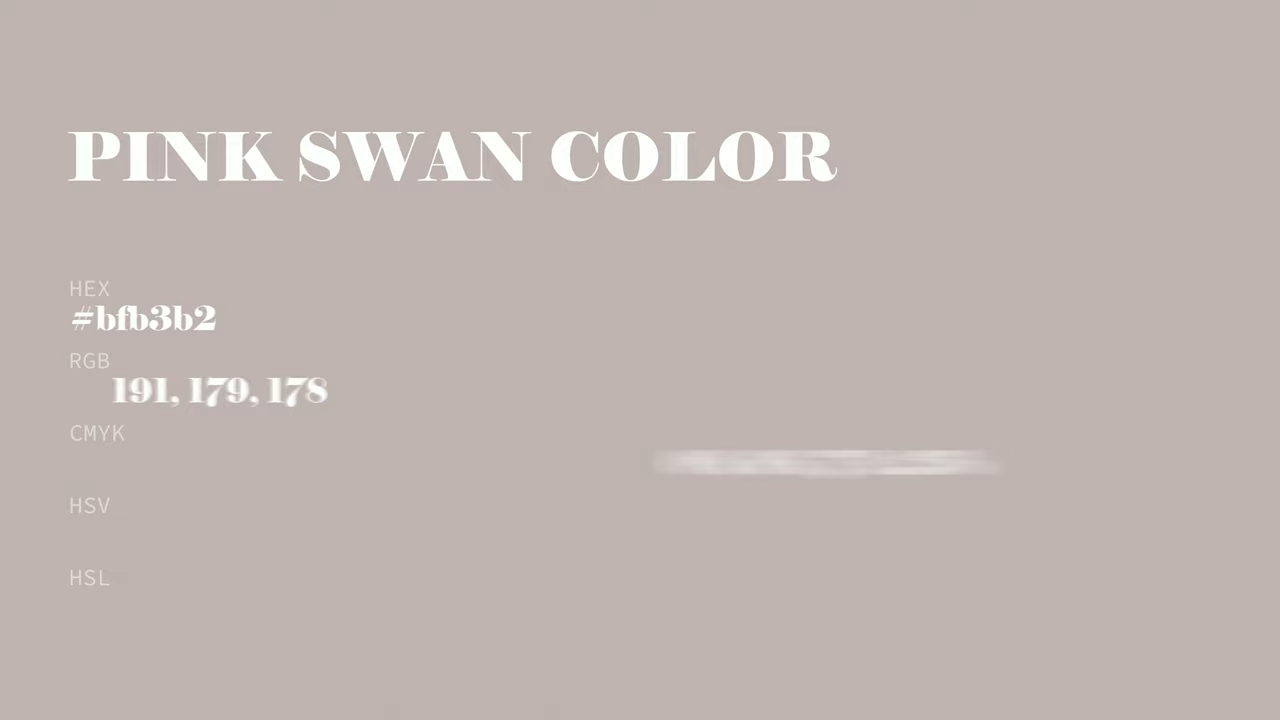 PINK SWAN COLOR
HEX
#bfb3b2
RGB
191, 179, 178
CMYK
HSV
HSL